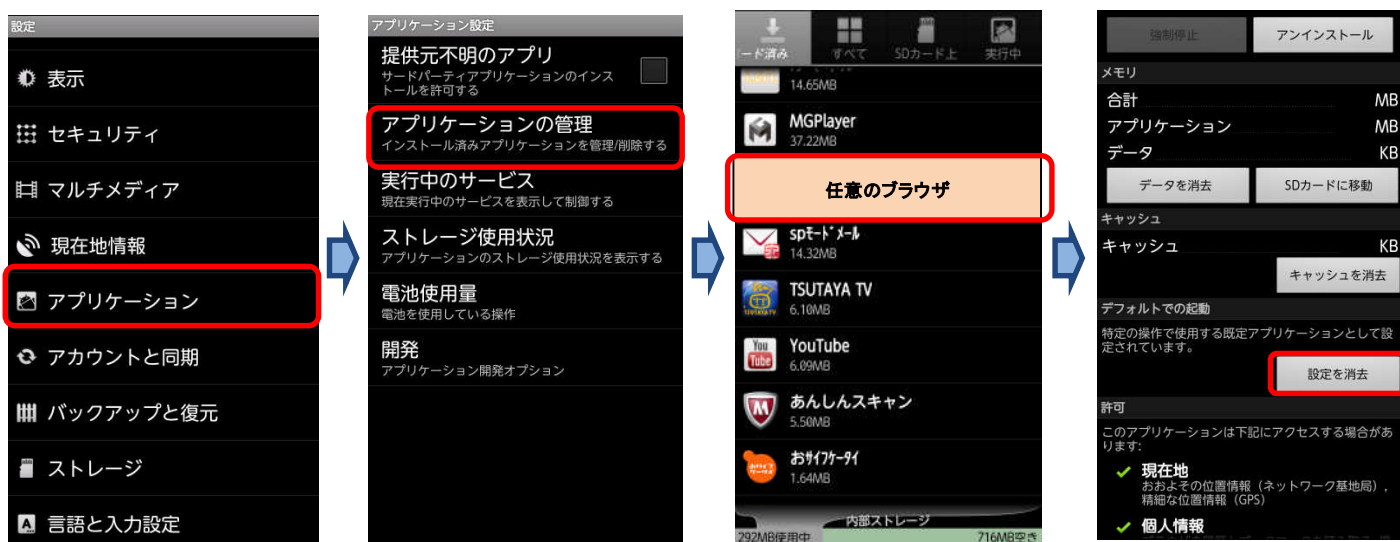 設定
表示
セキュリティ
マルチメディア
現在地情報
アプリケーション
アカウントと同期
バックアップと復元
ストレージ
言語と入力設定
アプリケーション設定
提供元不明のアプリ
サードパーティアプリケーションのインス
トールを許可する
アプリケーションの管理
インストール済みアプリケーションを管理/削除する
実行中のサービス
現在実行中のサービスを表示して制御する
ストレージ使用状況
アプリケーションのストレージ使用状況を表示する
電池使用量
電池を使用している操作
開発
アプリケーション開発オプション
ード済み すべて SDカード上 実行中
14.65MB
MGPlayer
37.22MB
任意のブラウザ
spモードメール
14.32MB
TSUTAYA TV
6.10MB
YouTube
6.09MB
あんしんスキャン
5.50MB
おサイフケータイ
1.64MB
内部ストレージ
292MB使用中 716MB空き
強制停止 アンインストール
メモリ
合計 MB
アプリケーション MB
データ KB
データを消去 SDカードに移動
キャッシュ
キャッシュ KB
キャッシュを消去
デフォルトでの起動
特定の操作で使用する既定アプリケーションとして設
定されています。
設定を消去
許可
このアプリケーションは下記にアクセスする場合があ
ります:
現在地
おおよその位置情報（ネットワーク基地局）,
精細な位置情報（GPS）
個人情報